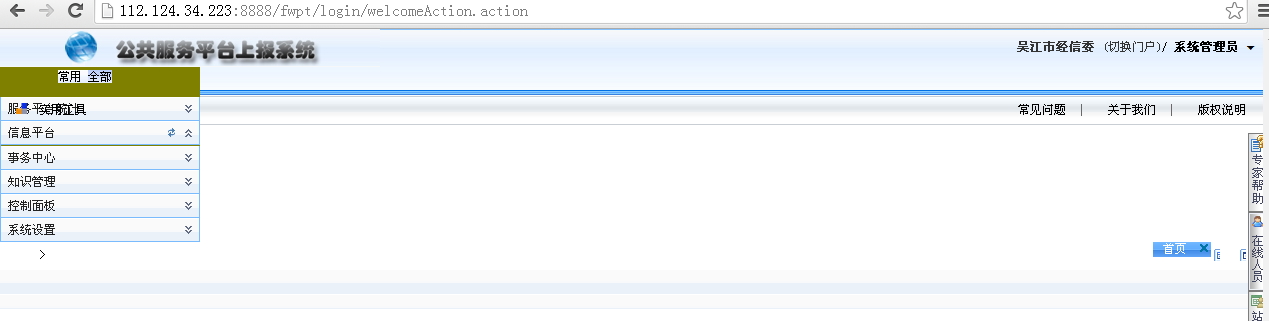 112.124.34.223:8888/fwpt/login/welcomeAction.action
公共服务平台上报系统
吴江市经信委 (切换门户)/ 系统管理员
常用 全部
实用工具
常见问题 | 关于我们 | 版权说明
信息平台
事务中心
知识管理
控制面板
系统设置
首页
专家帮助
在线人员
站